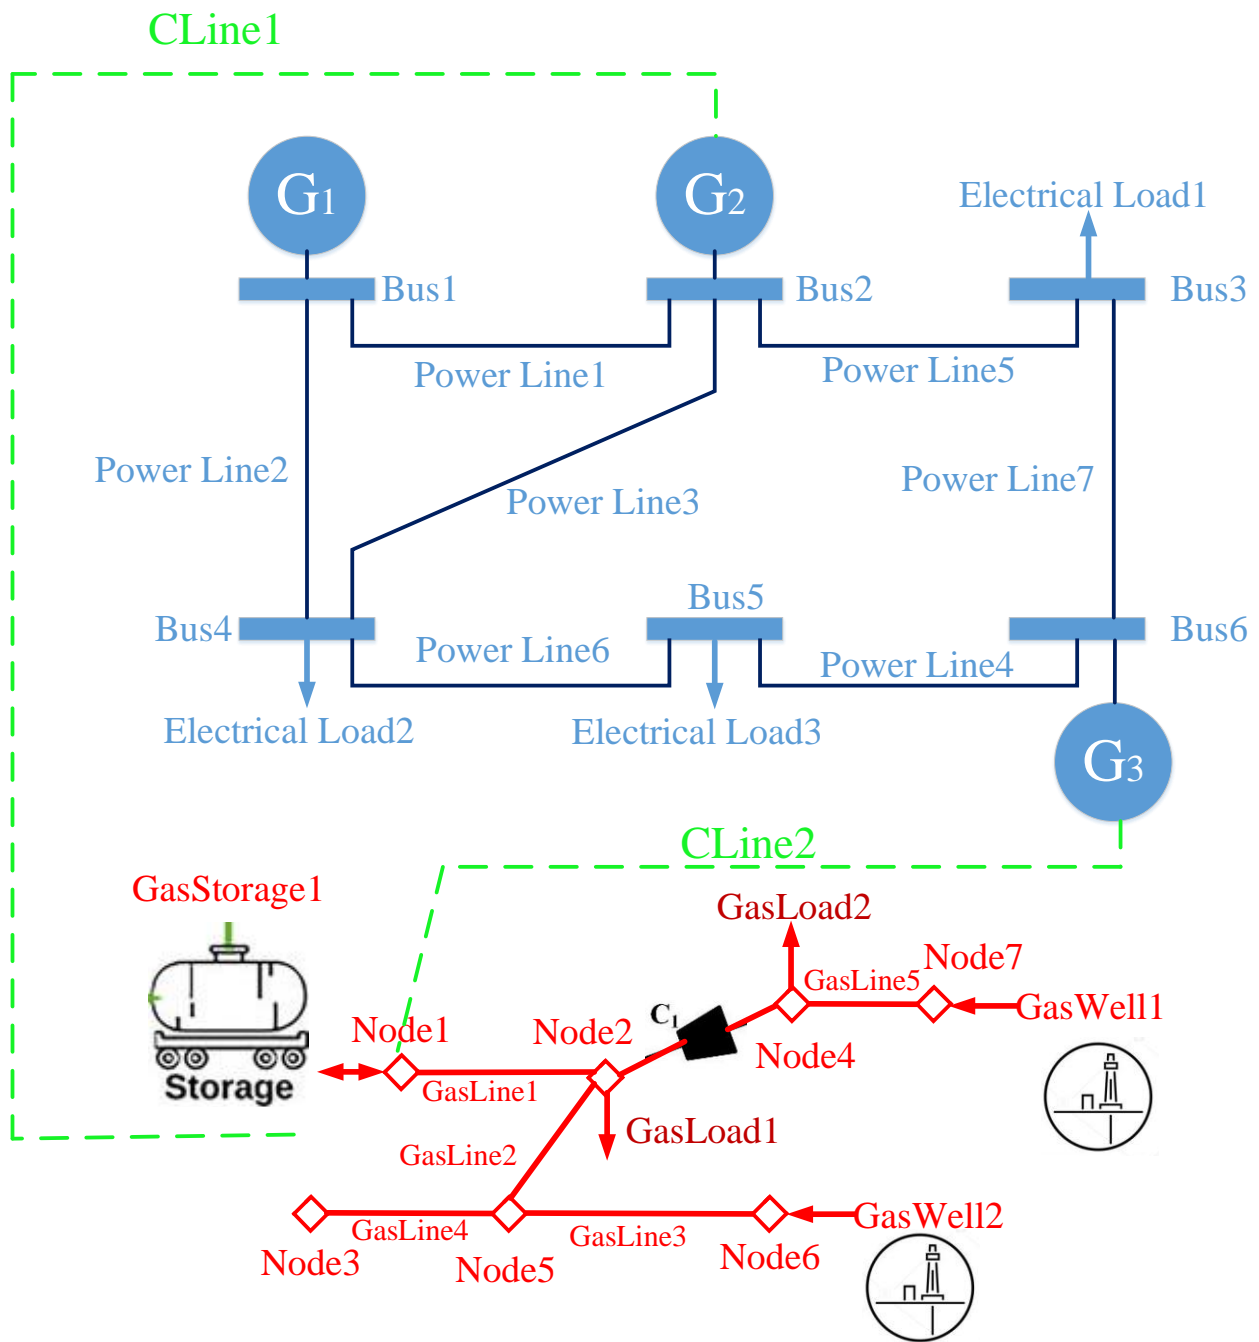 CLine1
G1
G2
Electrical Load1
Bus1
Bus2
Bus3
Power Line1
Power Line5
Power Line2
Power Line3
Power Line7
Bus4
Bus5
Bus6
Power Line6
Power Line4
Electrical Load2
Electrical Load3
G3
CLine2
GasStorage1
GasLoad2
Node7
GasLine5
GasWell1
C1
Node1
Node2
Node4
Storage
GasLine1
GasLoad1
GasLine2
GasLine4
GasLine3
GasWell2
Node3
Node5
Node6